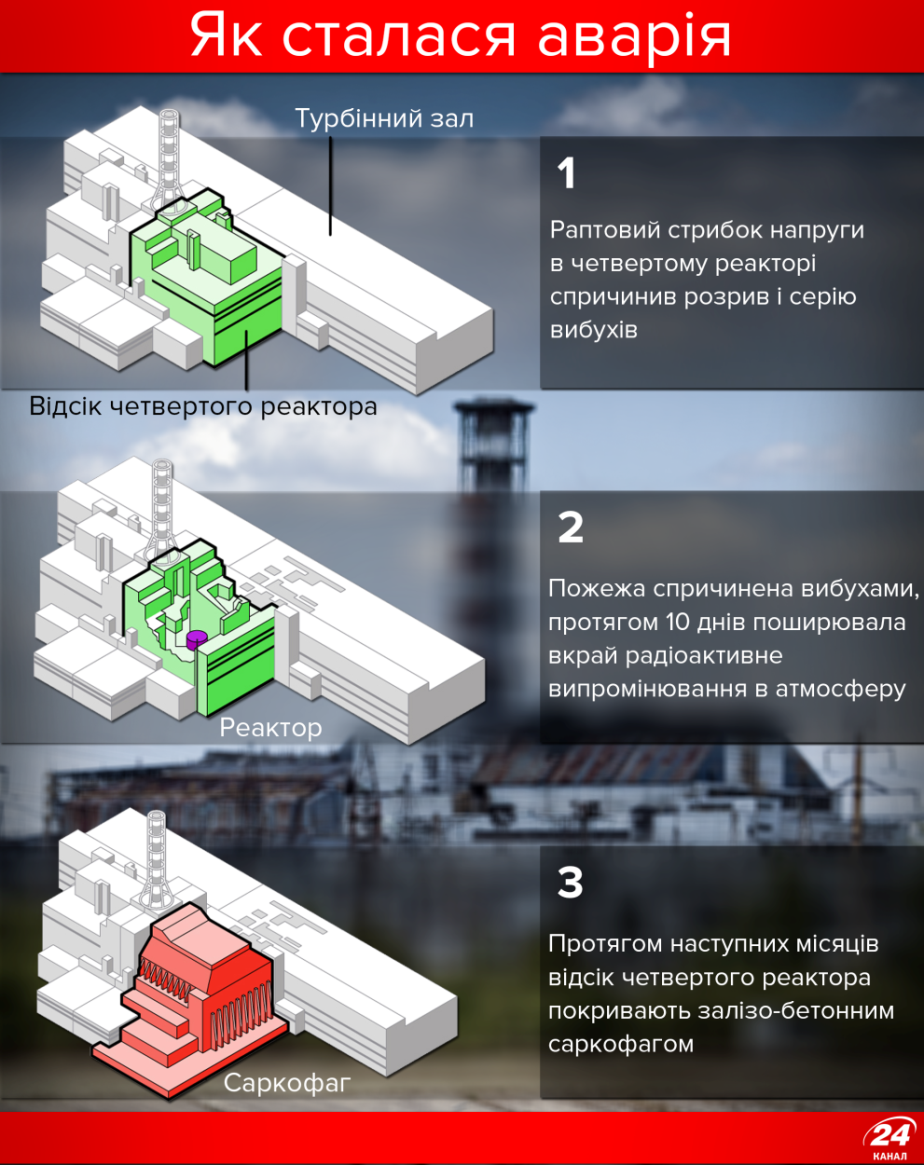 Як сталася аварія
Турбінний зал
1
Раптовий стрибок напруги
в четвертому реакторі
спричинив розрив і серію
вибухів
Відсік четвертого реактора
2
Пожежа спричинена вибухами,
протягом 10 днів поширювала
вкрай радіоактивне
випромінювання в атмосферу
Реактор
3
Протягом наступних місяців
відсік четвертого реактора
покривають залізо-бетонним
саркофагом
Саркофаг
24
КАНАЛ